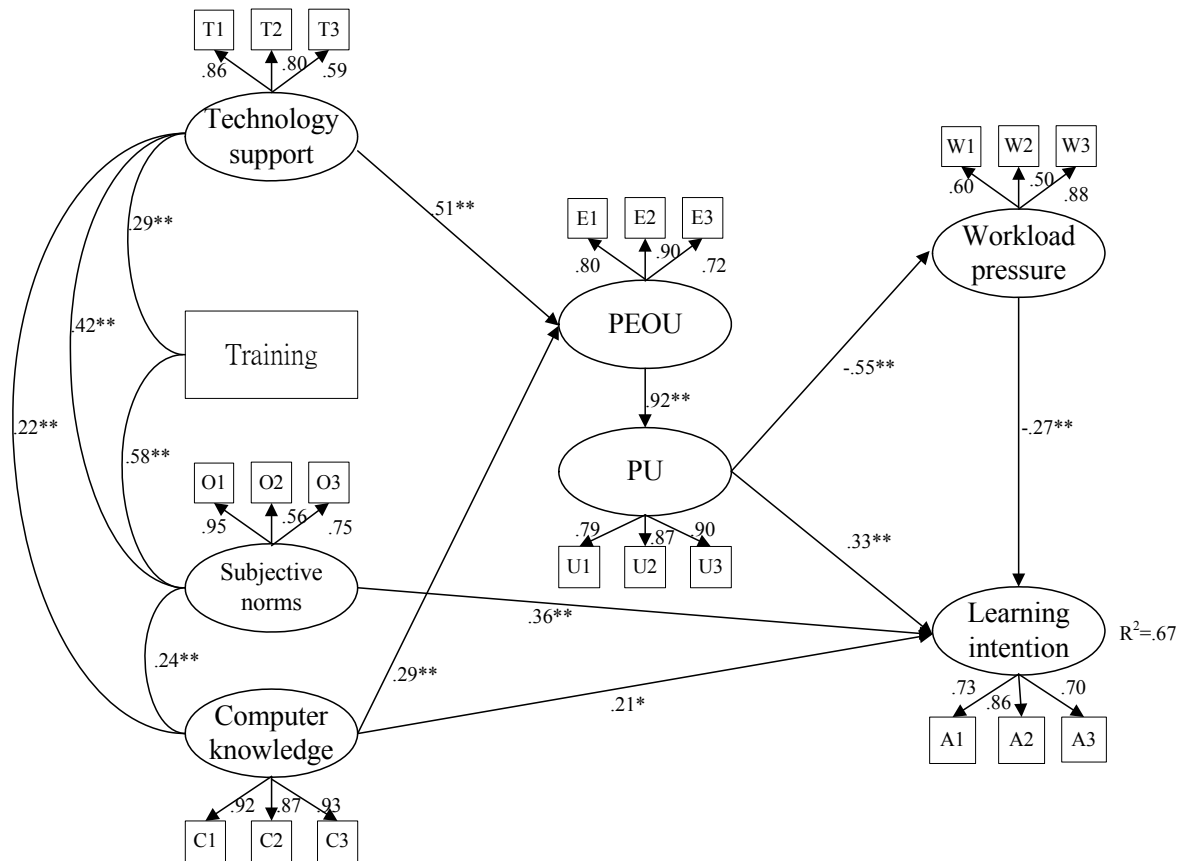 T1 T2 T3
.86 .80 .59
Technology
support
W1 W2 W3
.60 .50 .88
Workload
pressure
E1 E2 E3
.80 .90 .72
PEOU
.51**
.29**
.42**
Training
.22**
.58**
.92**
-.55**
-.27**
PU
.79 .87 .90
U1 U2 U3
O1 O2 O3
.95 .56 .75
Subjective
norms
.33**
.36**
Learning
intention
R²=.67
.24**
.29**
.21*
.73 .86 .70
A1 A2 A3
Computer
knowledge
.92 .87 .93
C1 C2 C3